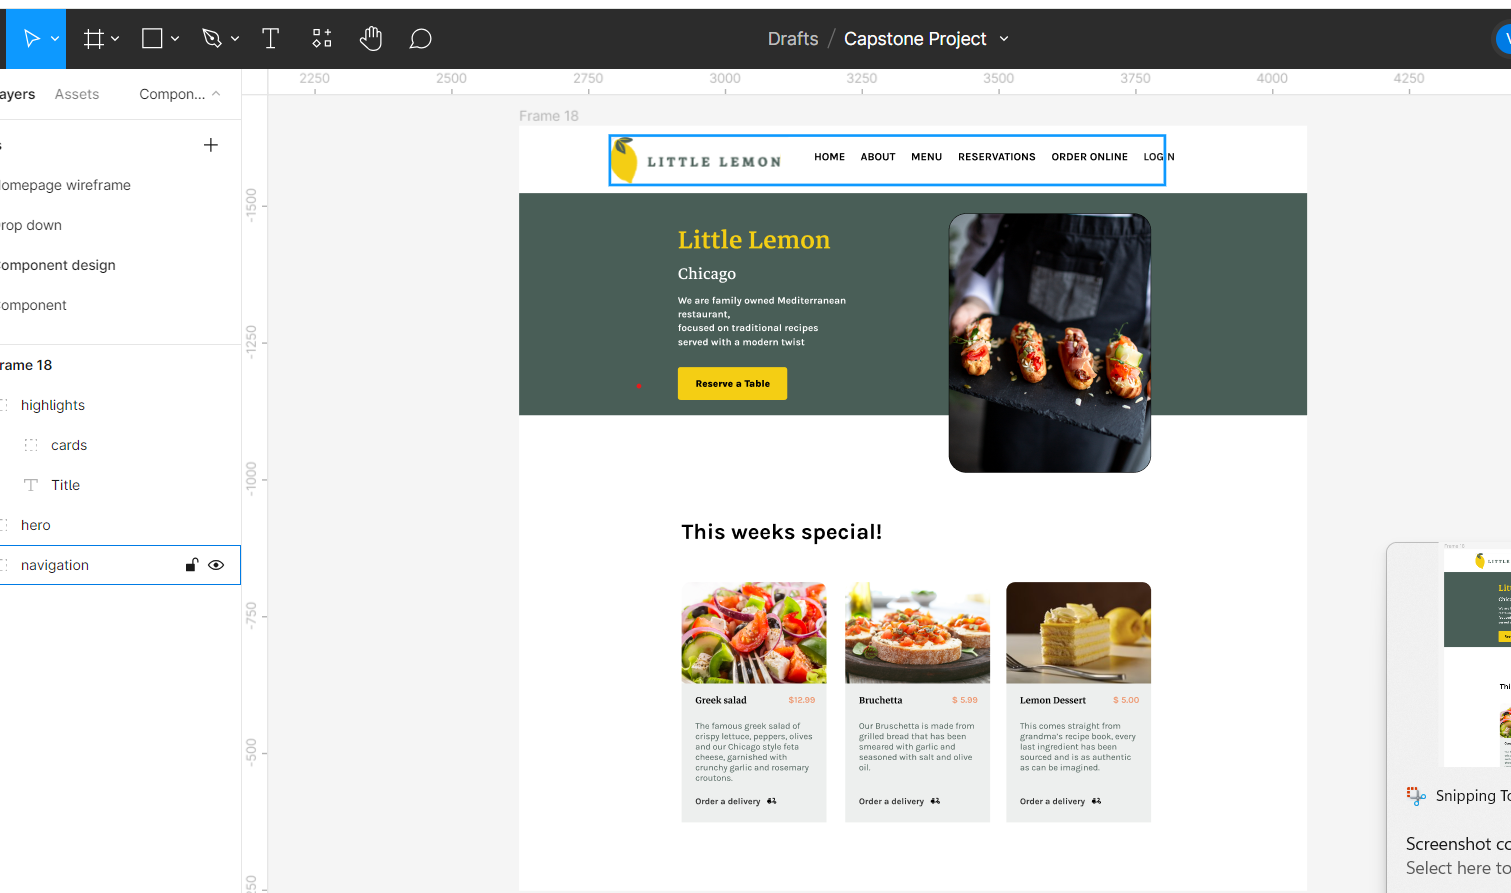 Drafts / Capstone Project
2250 2500 2750 3000 3250 3500 3750 4000 4250
ayers Assets Compon...
s
omepage wireframe
rop down
omponent design
omponent
rame 18
highlights
cards
Title
hero
navigation
-1500
-1250
-1000
-750
-500
250
Frame 18
LITTLE LEMON
HOME ABOUT MENU RESERVATIONS ORDER ONLINE LOGIN
Little Lemon
Chicago
We are family owned Mediterranean
restaurant,
focused on traditional recipes
served with a modern twist
Reserve a Table
This weeks special!
Greek salad $12.99
The famous greek salad of
crispy lettuce, peppers, olives
and our Chicago style feta
cheese, garnished with
crunchy garlic and rosemary
croutons.
Order a delivery
Bruchetta $ 5.99
Our Bruschetta is made from
grilled bread that has been
smeared with garlic and
seasoned with salt and olive
oil.
Order a delivery
Lemon Dessert $ 5.00
This comes straight from
grandma's recipe book, every
last ingredient has been
sourced and is as authentic
as can be imagined.
Order a delivery
Snipping To
Screenshot co
Select here to